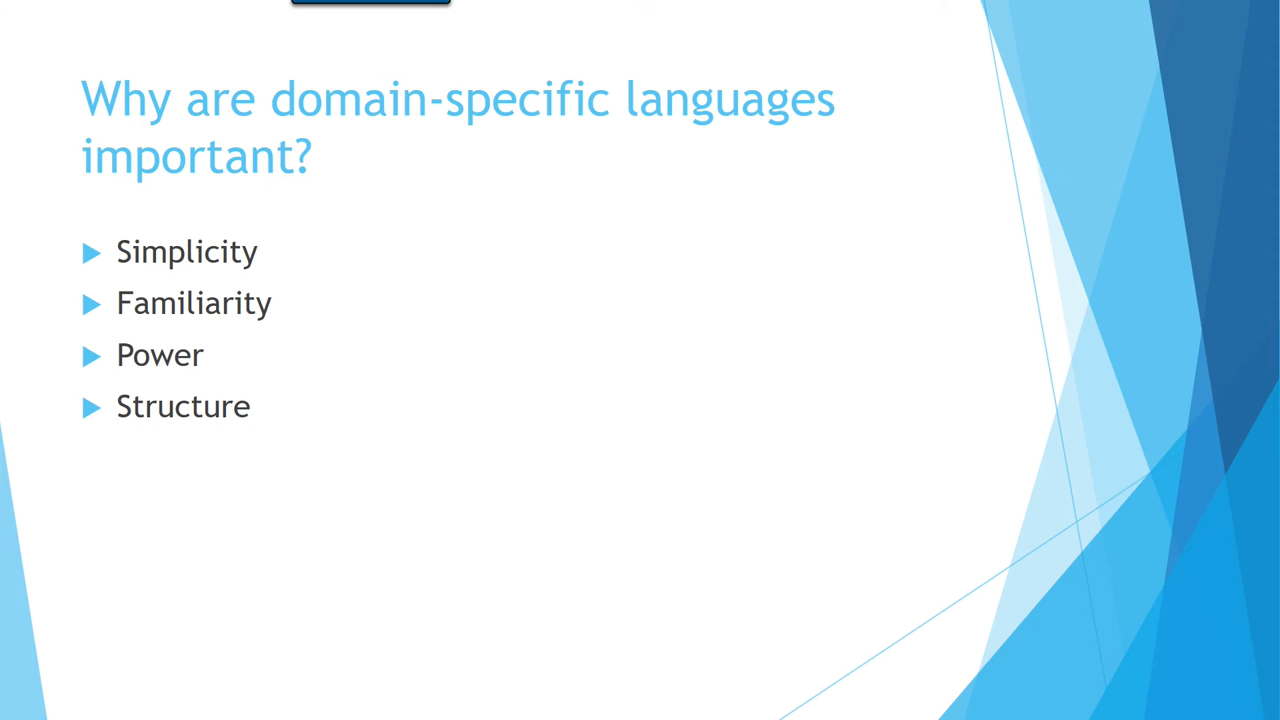 Why are domain-specific languages
important?
Simplicity
Familiarity
Power
Structure